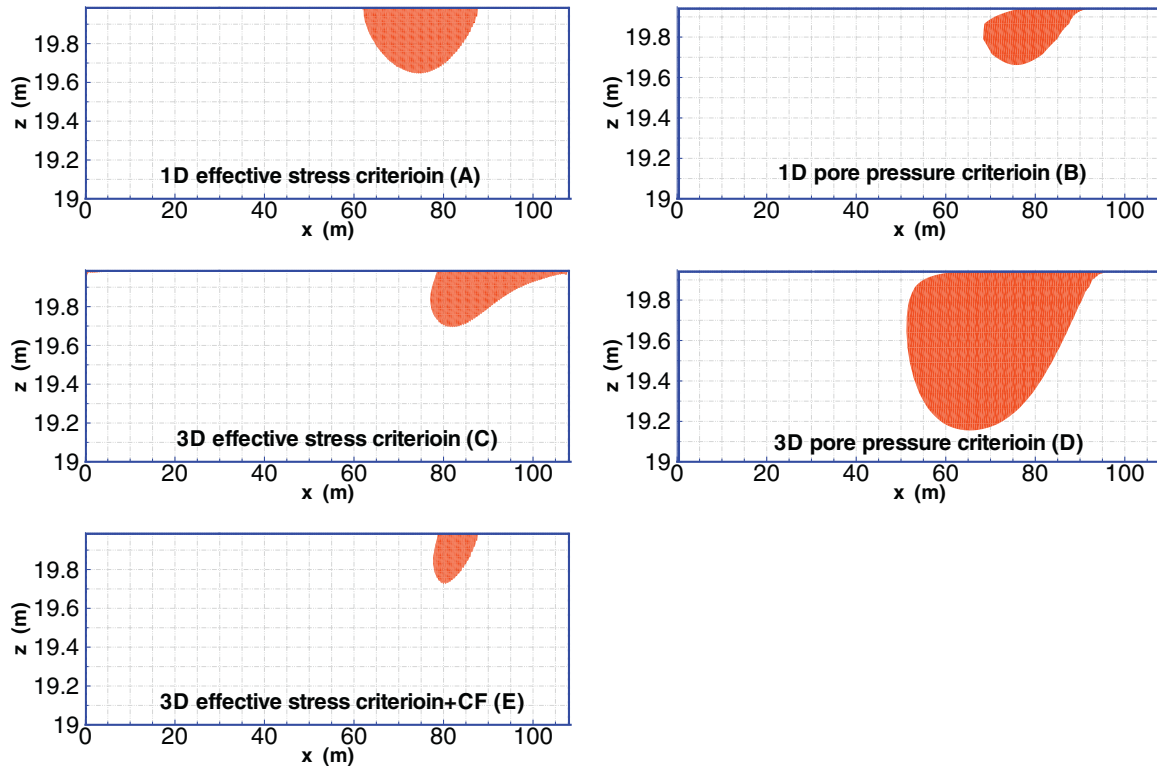 z (m)
19.8
19.6
19.4
19.2
19
1D effective stress criterioin (A)
0 20 40 60 80 100
x (m)
z (m)
19.8
19.6
19.4
19.2
19
1D pore pressure criterioin (B)
0 20 40 60 80 100
x (m)
z (m)
19.8
19.6
19.4
19.2
19
3D effective stress criterioin (C)
0 20 40 60 80 100
x (m)
z (m)
19.8
19.6
19.4
19.2
19
3D pore pressure criterioin (D)
0 20 40 60 80 100
x (m)
z (m)
19.8
19.6
19.4
19.2
19
3D effective stress criterioin+CF (E)
0 20 40 60 80 100
x (m)